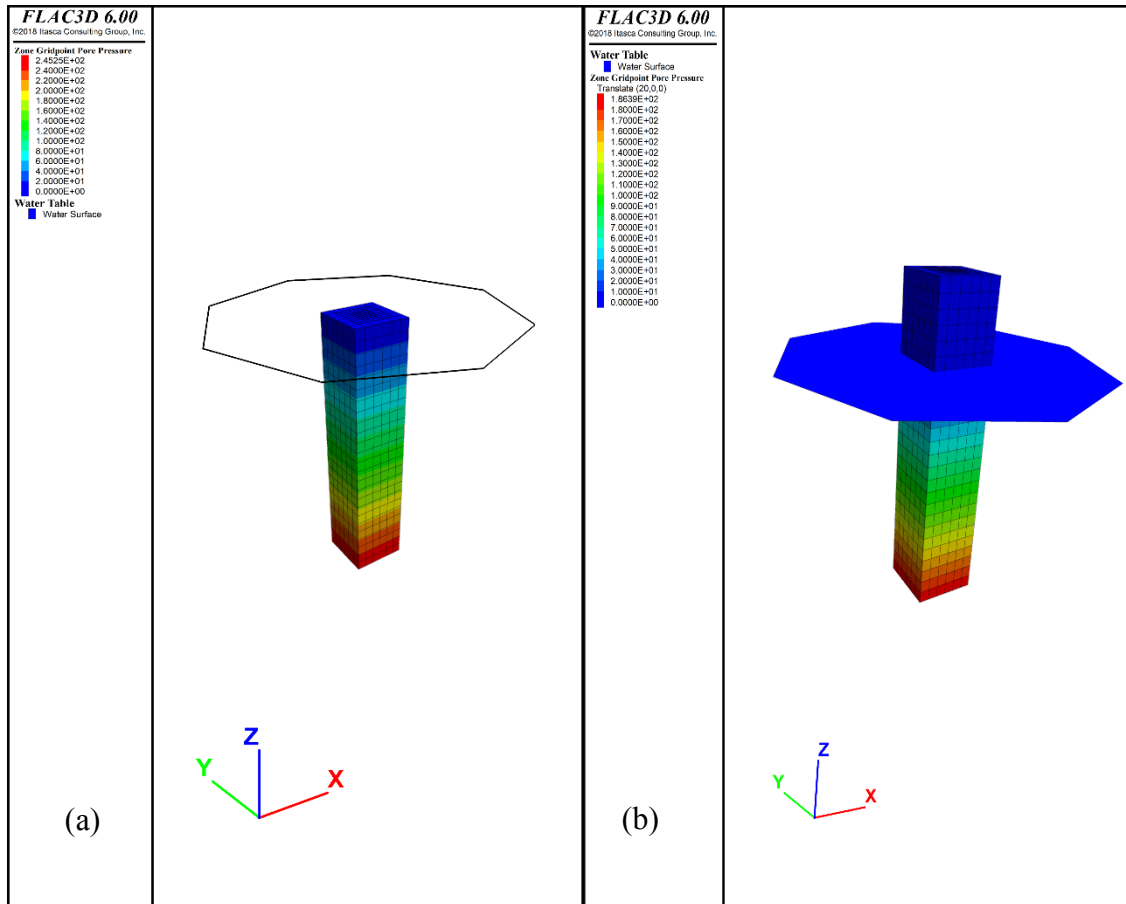 FLAC3D 6.00
©2018 Itasca Consulting Group, Inc.
Zone Gridpoint Pore Pressure
2.4525E+02
2.4000E+02
2.2000E+02
2.0000E+02
1.8000E+02
1.6000E+02
1.4000E+02
1.2000E+02
1.0000E+02
8.0000E+01
6.0000E+01
4.0000E+01
2.0000E+01
0.0000E+00
Water Table
Water Surface
Z
Y
X
(a)
FLAC3D 6.00
©2018 Itasca Consulting Group, Inc.
Water Table
Water Surface
Zone Gridpoint Pore Pressure
Translate (20,0,0)
1.8639E+02
1.8000E+02
1.7000E+02
1.6000E+02
1.5000E+02
1.4000E+02
1.3000E+02
1.2000E+02
1.1000E+02
1.0000E+02
9.0000E+01
8.0000E+01
7.0000E+01
6.0000E+01
5.0000E+01
4.0000E+01
3.0000E+01
2.0000E+01
1.0000E+01
0.0000E+00
Z
Y
X
(b)